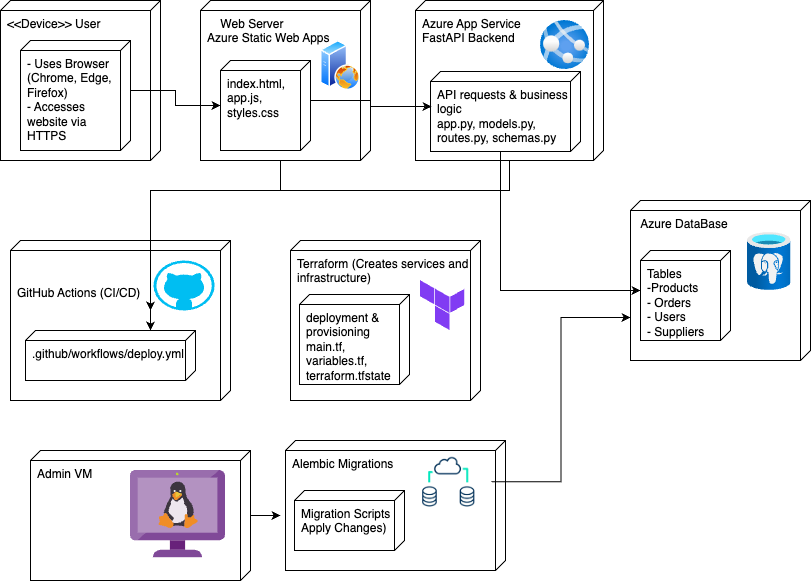 <<Device>> User
- Uses Browser
(Chrome, Edge,
Firefox)
- Accesses
website via
HTTPS
Web Server
Azure Static Web Apps
index.html,
app.js,
styles.css
Azure App Service
FastAPI Backend
API requests & business
logic
app.py, models.py,
routes.py, schemas.py
GitHub Actions (CI/CD)
.github/workflows/deploy.yml
Terraform (Creates services and
infrastructure)
deployment &
provisioning
main.tf,
variables.tf,
terraform.tfstate
Azure DataBase
Tables
-Products
- Orders
- Users
- Suppliers
Admin VM
Alembic Migrations
Migration Scripts
Apply Changes)